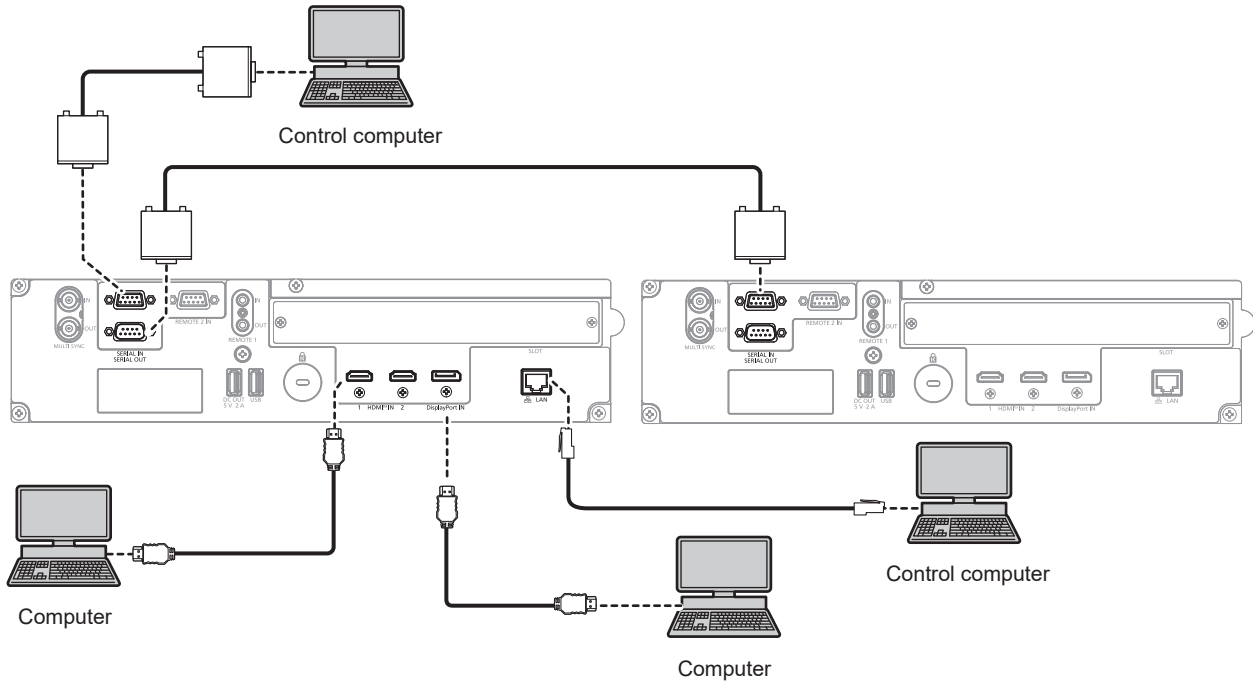 Control computer
IN
OUT
MULTI SYNC
REMOTE 2 IN
SERIAL IN
SERIAL OUT
IN
OUT
REMOTE 1
DC OUT
5 V 2 A
USB
SLOT
1 HDMI™ IN 2
DisplayPort IN
LAN
IN
OUT
MULTI SYNC
REMOTE 2 IN
SERIAL IN
SERIAL OUT
IN
OUT
REMOTE 1
DC OUT
5 V 2 A
USB
SLOT
1 HDMI™ IN 2
DisplayPort IN
LAN
Computer
Computer
Control computer